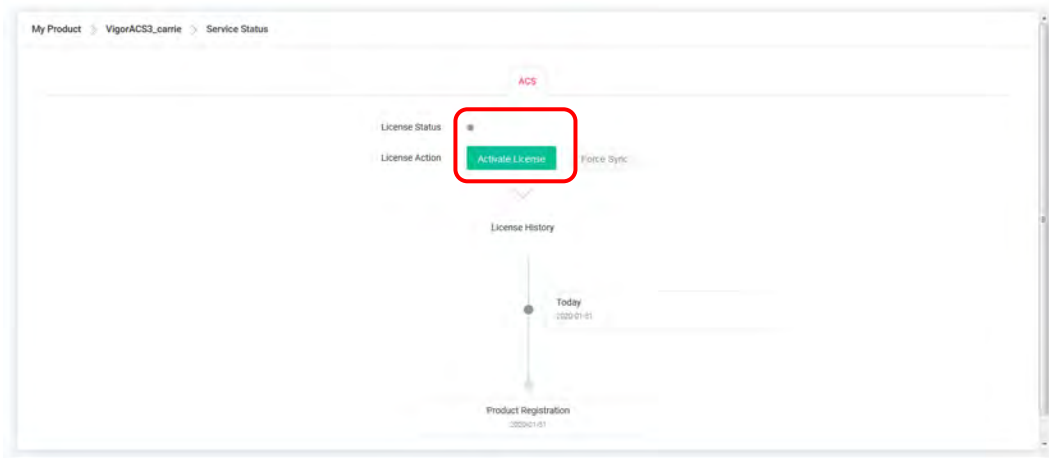 My Product > VigorACS3_carrie > Service Status
ACS
License Status
License Action Activate License Force Sync
License History
Today
2020-01-01
Product Registration
2020-01-01